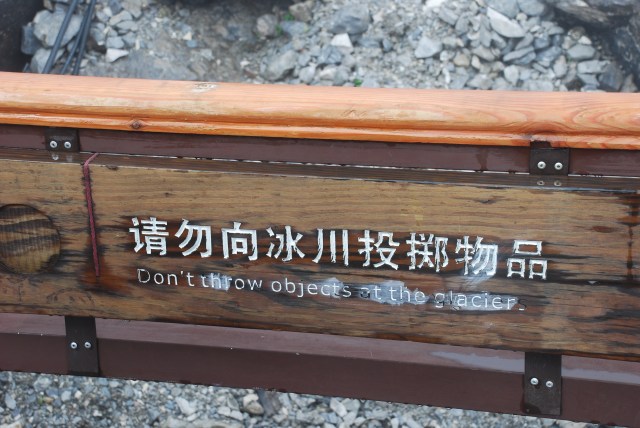 请勿向冰川投掷物品
Don't throw objects at the glacier.